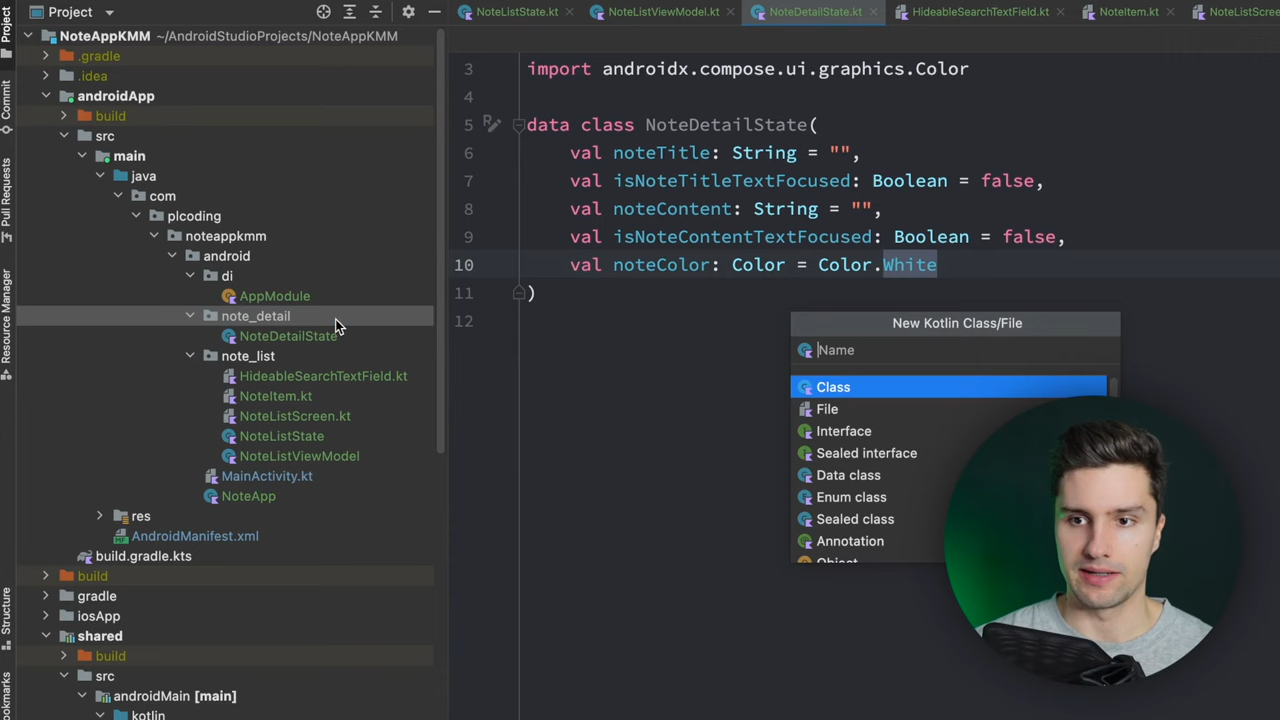 Project
NoteListState.kt
NoteListViewModel.kt
NoteDetailState.kt
HideableSearchTextField.kt
NoteItem.kt
NoteListScree
Project
Commit
Pull Requests
Resource Manager
Structure
NoteAppKMM ~/AndroidStudioProjects/NoteAppKMM
.gradle
.idea
androidApp
build
src
main
java
com
plcoding
noteappkmm
android
di
AppModule
note_detail
NoteDetailState
note_list
HideableSearchTextField.kt
NoteItem.kt
NoteListScreen.kt
NoteListState
NoteListViewModel
MainActivity.kt
NoteApp
res
AndroidManifest.xml
build.gradle.kts
build
gradle
iosApp
shared
build
src
androidMain [main]
kotlin
3 import androidx.compose.ui.graphics.Color
4
5 data class NoteDetailState(
6 val noteTitle: String = "",
7 val isNoteTitleTextFocused: Boolean = false,
8 val noteContent: String = "",
9 val isNoteContentTextFocused: Boolean = false,
10 val noteColor: Color = Color.White
11 )
12
New Kotlin Class/File
Name
Class
File
Interface
Sealed interface
Data class
Enum class
Sealed class
Annotation
Object